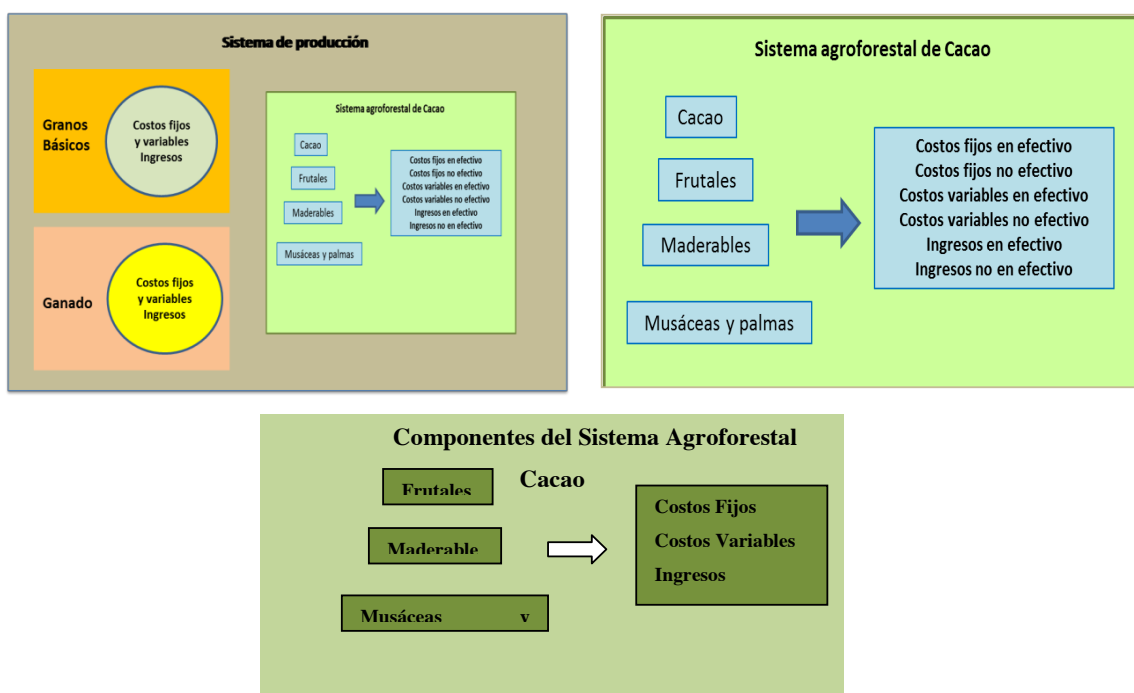 Sistema de producción
Granos
Básicos
Costos fijos
y variables
Ingresos
Ganado
Costos fijos
y variables
Ingresos
Sistema agroforestal de Cacao
Cacao
Frutales
Maderables
Musáceas y palmas
Costos fijos en efectivo
Costos fijos no efectivo
Costos variables en efectivo
Costos variables no efectivo
Ingresos en efectivo
Ingresos no en efectivo
Sistema agroforestal de Cacao
Cacao
Frutales
Maderables
Musáceas y palmas
Costos fijos en efectivo
Costos fijos no efectivo
Costos variables en efectivo
Costos variables no efectivo
Ingresos en efectivo
Ingresos no en efectivo
Componentes del Sistema Agroforestal
Cacao
Frutales
Maderable
Musáceas y
Costos Fijos
Costos Variables
Ingresos